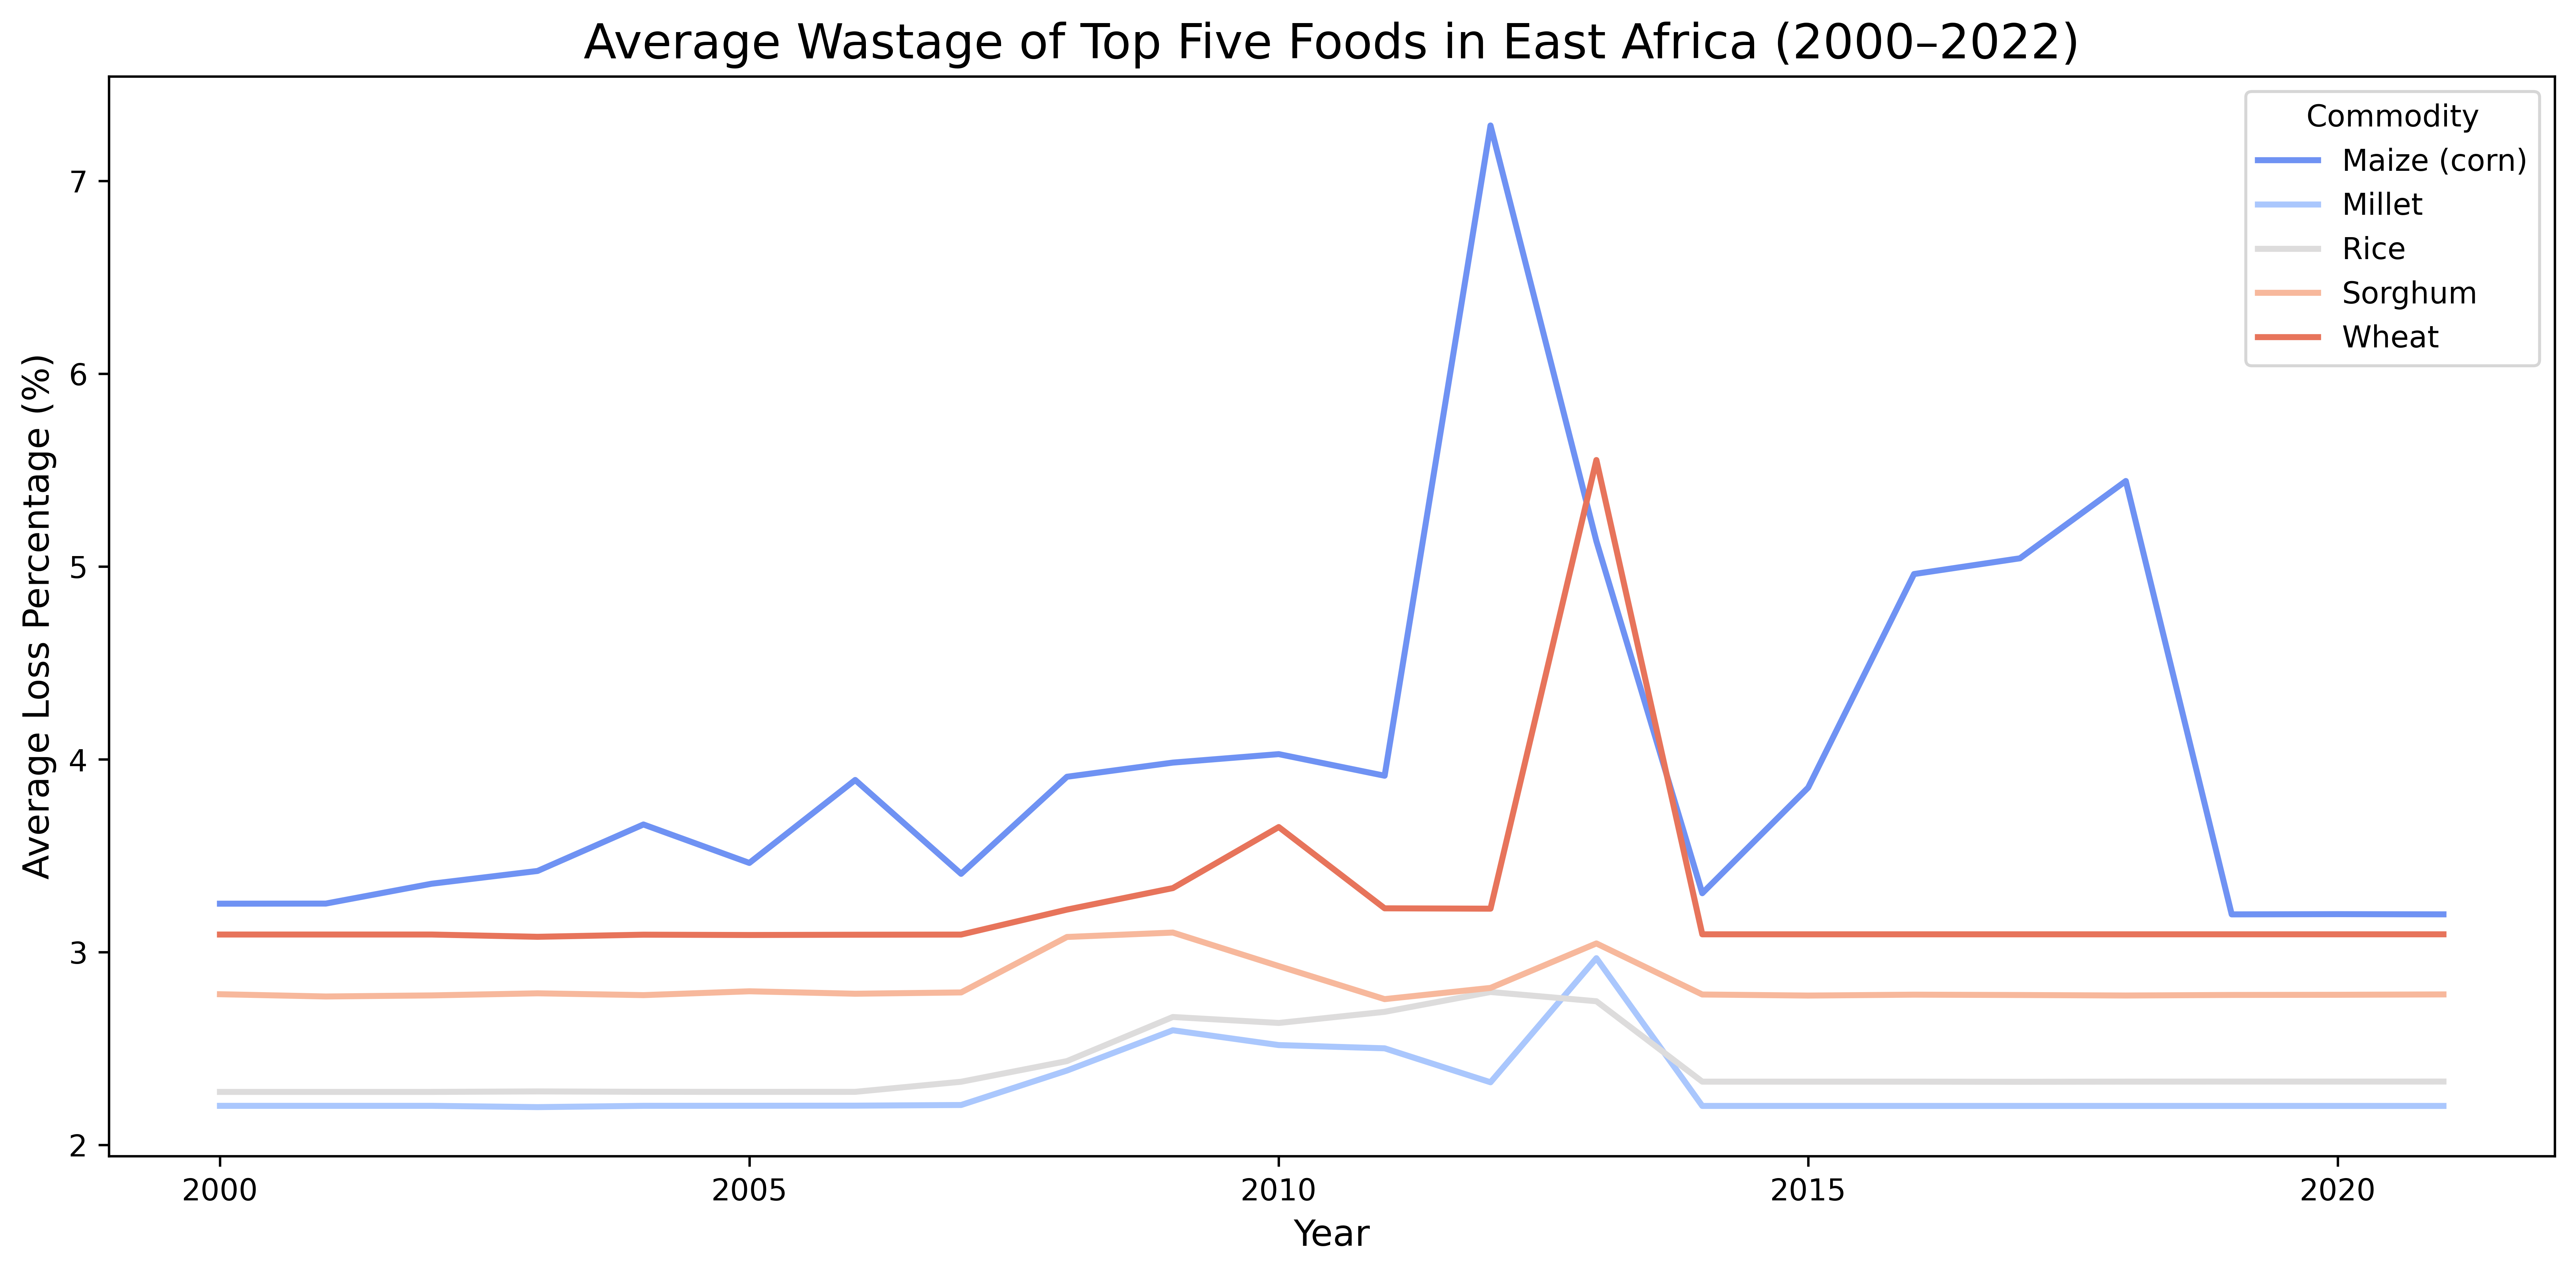 Average Wastage of Top Five Foods in East Africa (2000–2022)
Commodity
Maize (corn)
Millet
Rice
Sorghum
Wheat
Average Loss Percentage (%)
7
6
5
4
3
2
2000
2005
2010
2015
2020
Year